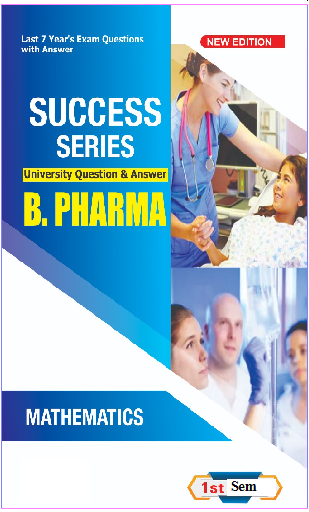 Last 7 Year's Exam Questions
with Answer
NEW EDITION
SUCCESS
SERIES
University Question & Answer
B. PHARMA
MATHEMATICS
1st Sem